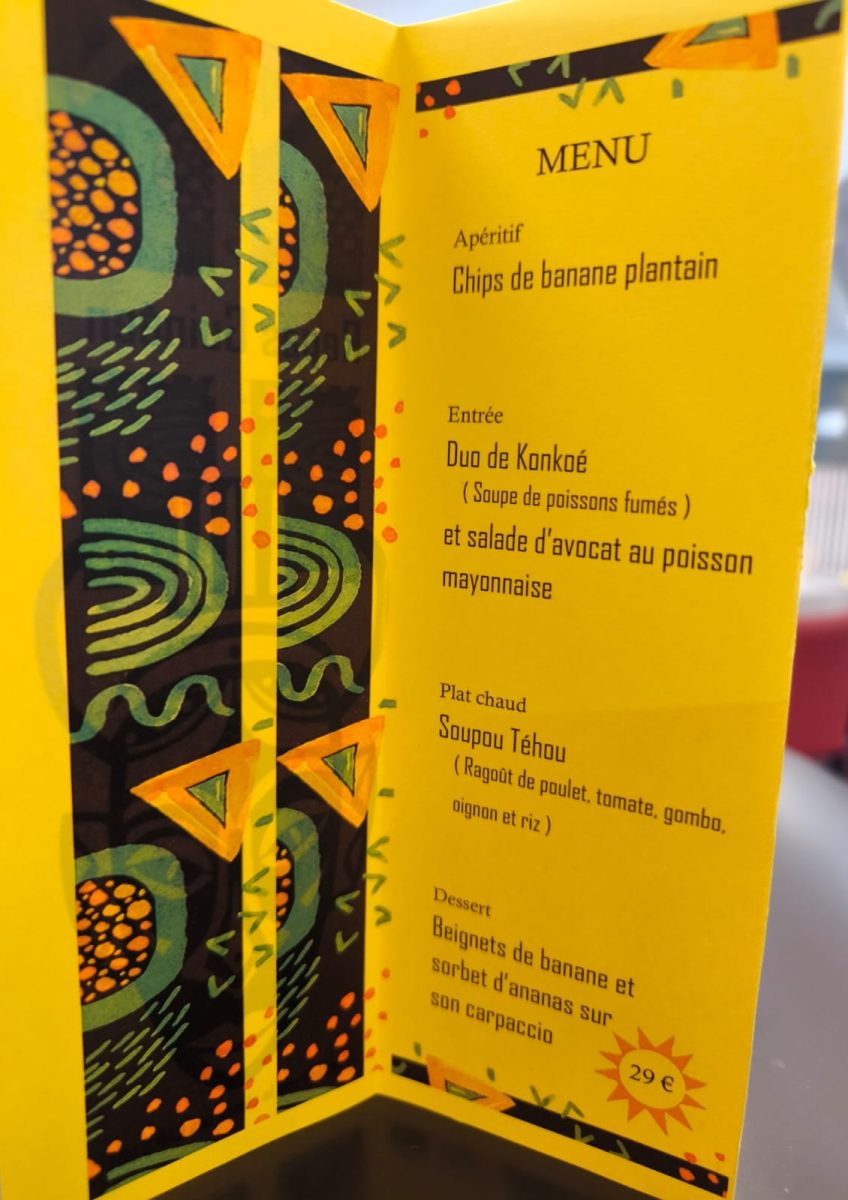 MENU
Apéritif
Chips de banane plantain
Entrée
Duo de Konkoé
( Soupe de poissons fumés )
et salade d'avocat au poisson
mayonnaise
Plat chaud
Soupou Téhou
( Ragoût de poulet, tomate, gombo,
oignon et riz )
Dessert
Beignets de banane et
sorbet d'ananas sur
son carpaccio
29 €